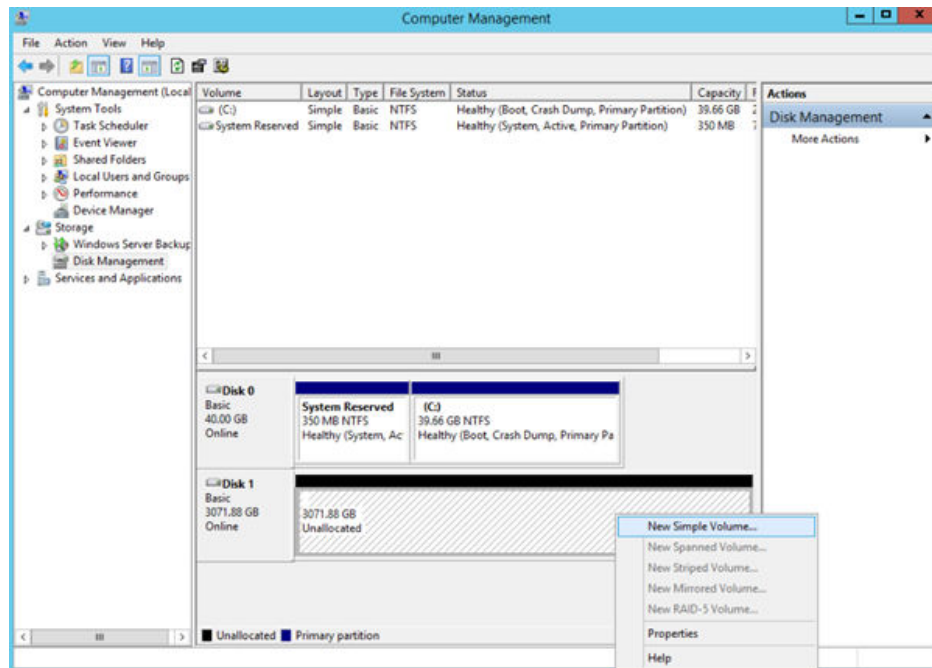 Computer Management
File Action View Help
Computer Management (Local
System Tools
Task Scheduler
Event Viewer
Shared Folders
Local Users and Groups
Performance
Device Manager
Storage
Windows Server Backup
Disk Management
Services and Applications
Volume Layout Type File System Status Capacity F
(C:) Simple Basic NTFS Healthy (Boot, Crash Dump, Primary Partition) 39.66 GB
System Reserved Simple Basic NTFS Healthy (System, Active, Primary Partition) 350 MB
Actions
Disk Management
More Actions
Disk 0
Basic
40.00 GB
Online
System Reserved
350 MB NTFS
Healthy (System, Ac
(C:)
39.66 GB NTFS
Healthy (Boot, Crash Dump, Primary Pa
Disk 1
Basic
3071.88 GB
Online
3071.88 GB
Unallocated
New Simple Volume...
New Spanned Volume...
New Striped Volume...
New Mirrored Volume...
New RAID-5 Volume...
Properties
Help
Unallocated Primary partition